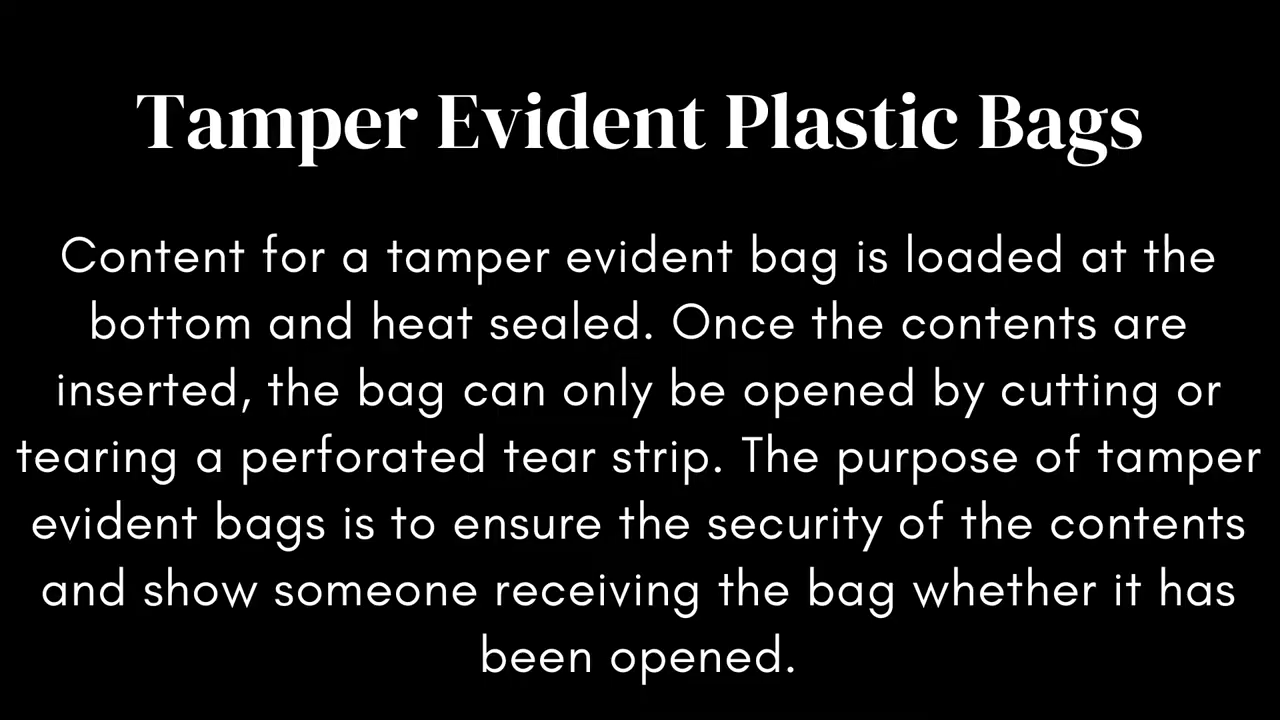 Tamper Evident Plastic Bags
Content for a tamper evident bag is loaded at the
bottom and heat sealed. Once the contents are
inserted, the bag can only be opened by cutting or
tearing a perforated tear strip. The purpose of tamper
evident bags is to ensure the security of the contents
and show someone receiving the bag whether it has
been opened.